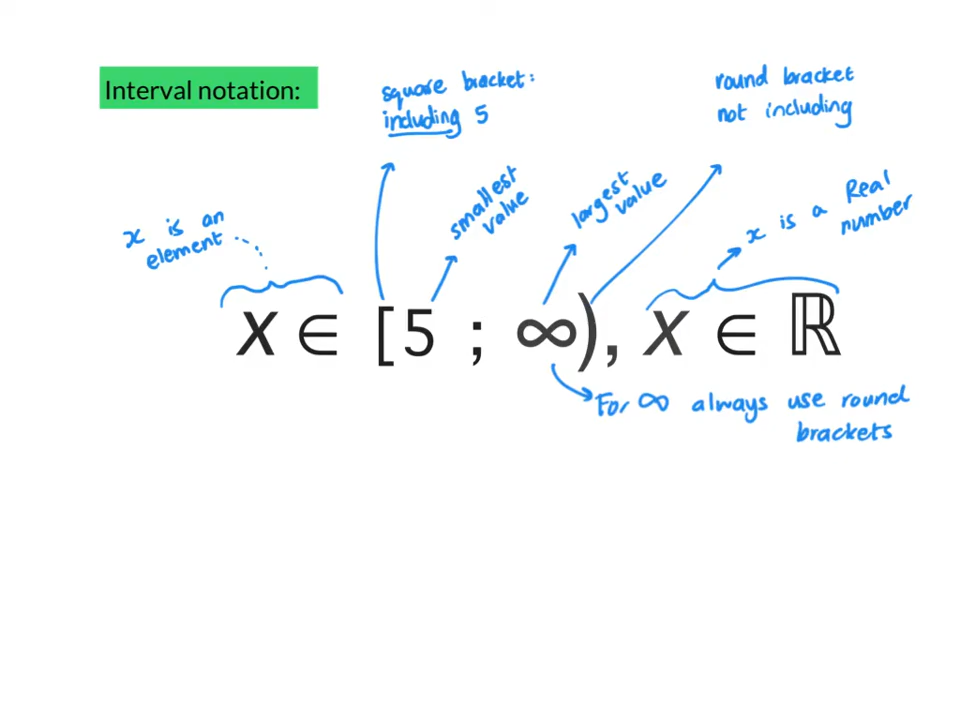 Interval notation:
square bracket:
including 5
round bracket
not including
smallest
value
largest
value
x is a Real
number
x is an
element
x ∈ [5 ; ∞), x ∈ ℝ
For ∞ always use round
brackets